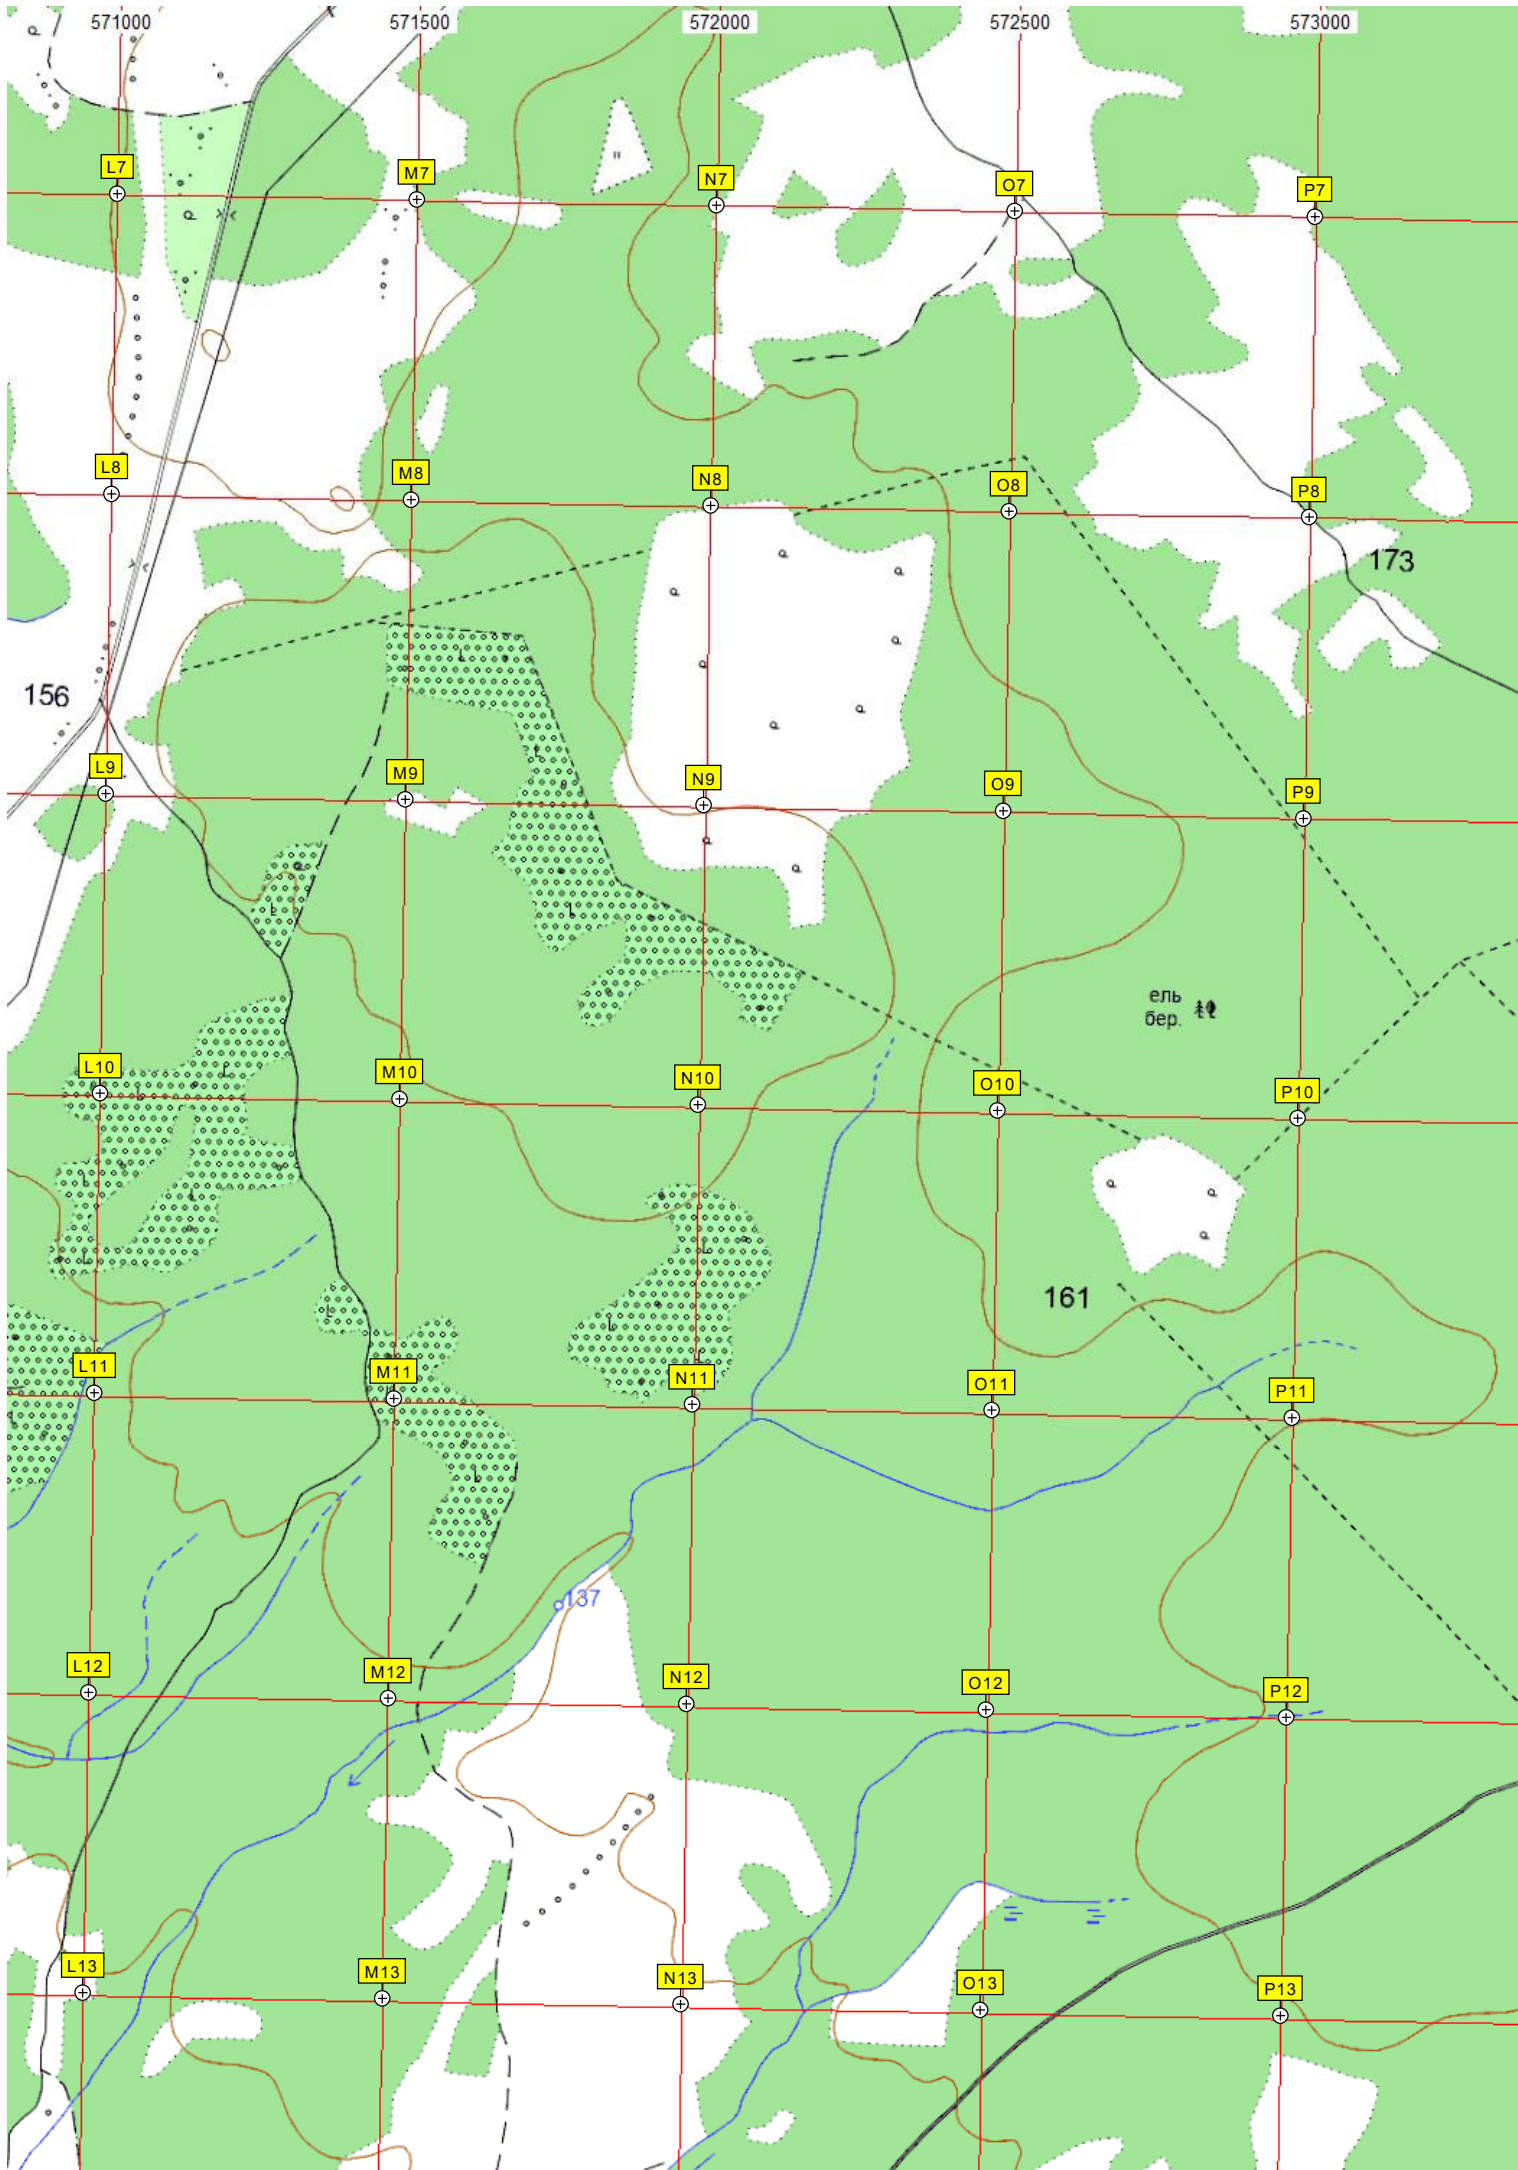 571000 571500 572000 572500 573000
L7 M7 N7 O7 P7
L8 M8 N8 O8 P8
173
156
L9 M9 N9 O9 P9
ель
бер.
L10 M10 N10 O10 P10
161
L11 M11 N11 O11 P11
137
L12 M12 N12 O12 P12
L13 M13 N13 O13 P13